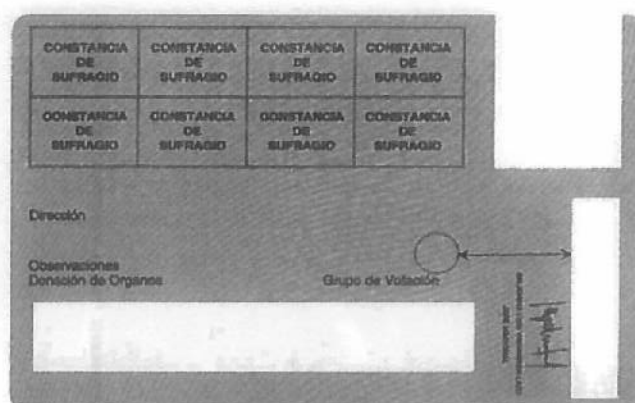 CONSTANCIA DE SUFRAGIO
CONSTANCIA DE SUFRAGIO
CONSTANCIA DE SUFRAGIO
CONSTANCIA DE SUFRAGIO
CONSTANCIA DE SUFRAGIO
CONSTANCIA DE SUFRAGIO
CONSTANCIA DE SUFRAGIO
CONSTANCIA DE SUFRAGIO
Dirección
Observaciones
Donación de Organos
Grupo de Votación